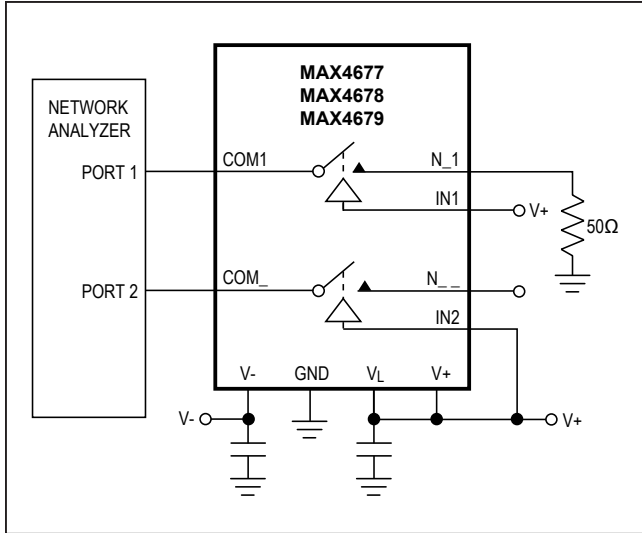 MAX4677
MAX4678
MAX4679
NETWORK
ANALYZER
PORT 1
COM1
N_1
IN1
V+
50Ω
PORT 2
COM_
N_ _
IN2
V-
GND
VL
V+
V-
V+